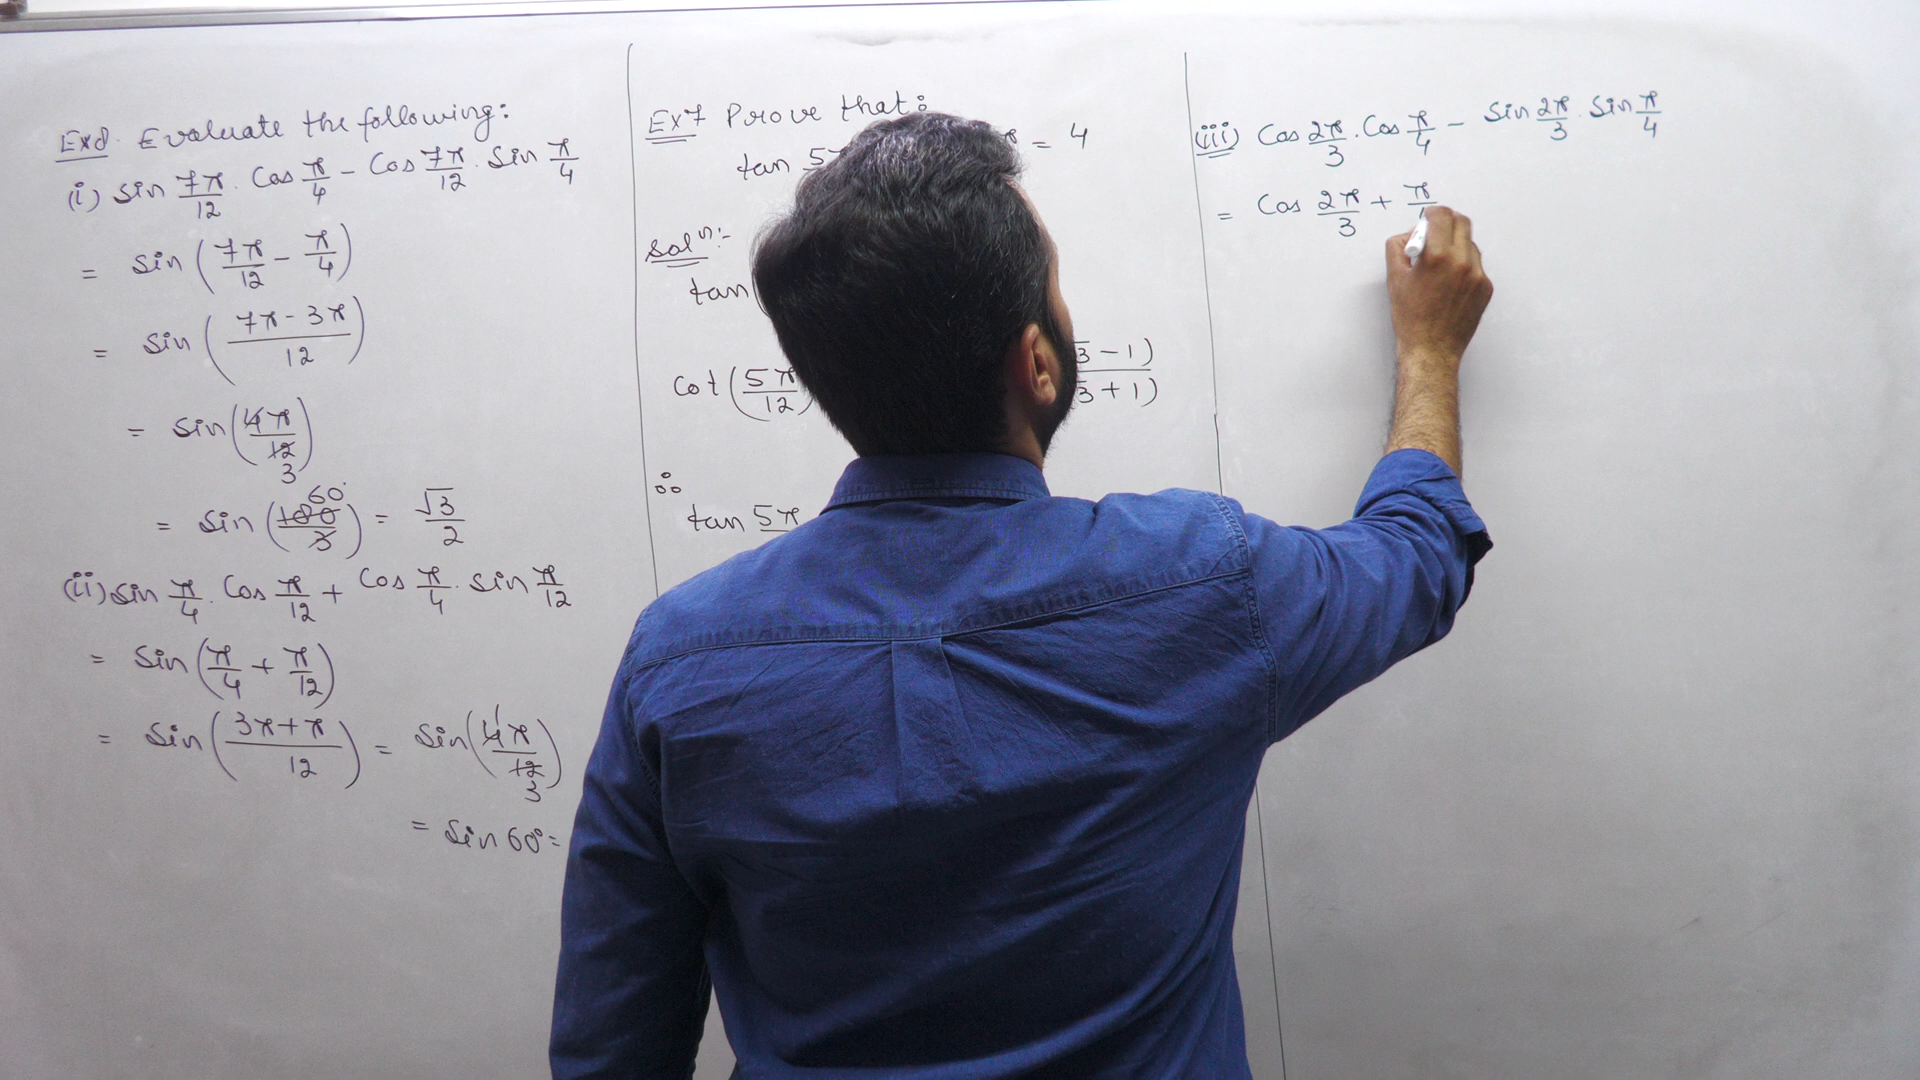 Ex8. Evaluate the following:
(i) Sin 7π/12 . Cos π/4 - Cos 7π/12 . Sin π/4
= Sin (7π/12 - π/4)
= Sin (7π - 3π / 12)
= Sin (4π/12) 3
= Sin (180/3) 60° = √3/2
(ii) Sin π/4 . Cos π/12 + Cos π/4 . Sin π/12
= Sin (π/4 + π/12)
= Sin (3π + π / 12) = Sin (4π/12) 1 3
= Sin 60° =
Ex7 Prove that:
tan 5π = 4
Solⁿ:-
tan (
Cot (5π/12) 3 - 1) / 3 + 1)
∴
tan 5π
(iii) Cos 2π/3 . Cos π/4 - Sin 2π/3 . Sin π/4
= Cos 2π/3 + π